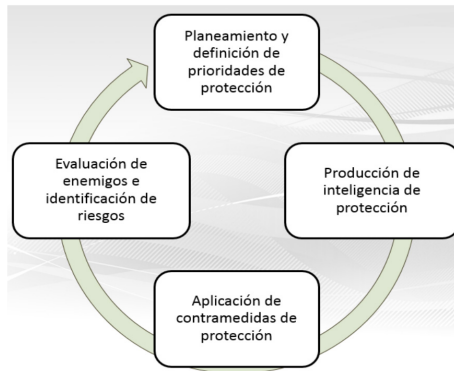 Planeamiento y
definición de
prioridades de
protección
Producción de
inteligencia de
protección
Aplicación de
contramedidas de
protección
Evaluación de
enemigos e
identificación de
riesgos